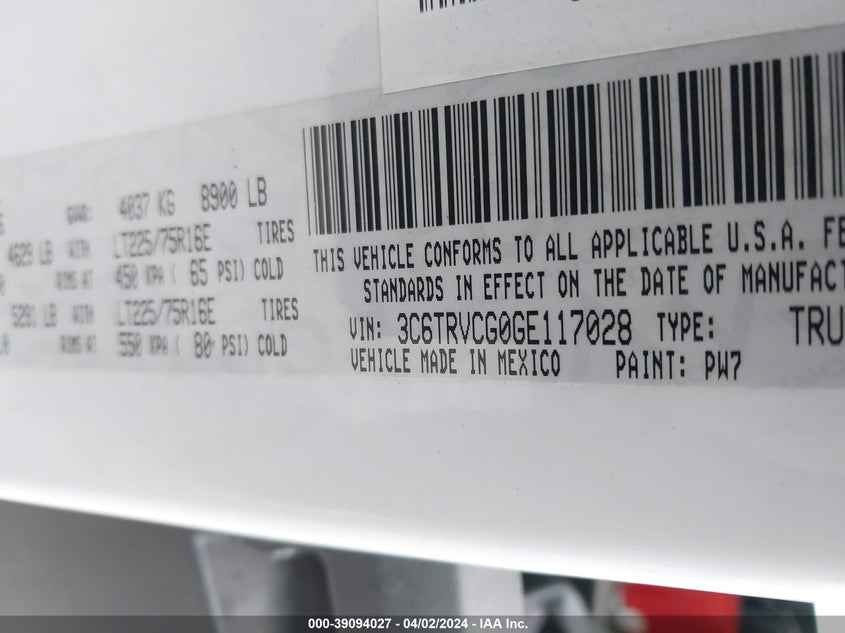 GVWR: 4037 KG 8900 LB
4629 LB WITH LT225/75R16E TIRES
RIMS AT 450 KPA ( 65 PSI) COLD
5291 LB WITH LT225/75R16E TIRES
RIMS AT 550 KPA ( 80 PSI) COLD
THIS VEHICLE CONFORMS TO ALL APPLICABLE U.S.A. FE
STANDARDS IN EFFECT ON THE DATE OF MANUFACT
VIN: 3C6TRVCG0GE117028 TYPE: TRU
VEHICLE MADE IN MEXICO PAINT: PW7
000-39094027 - 04/02/2024 - IAA Inc.